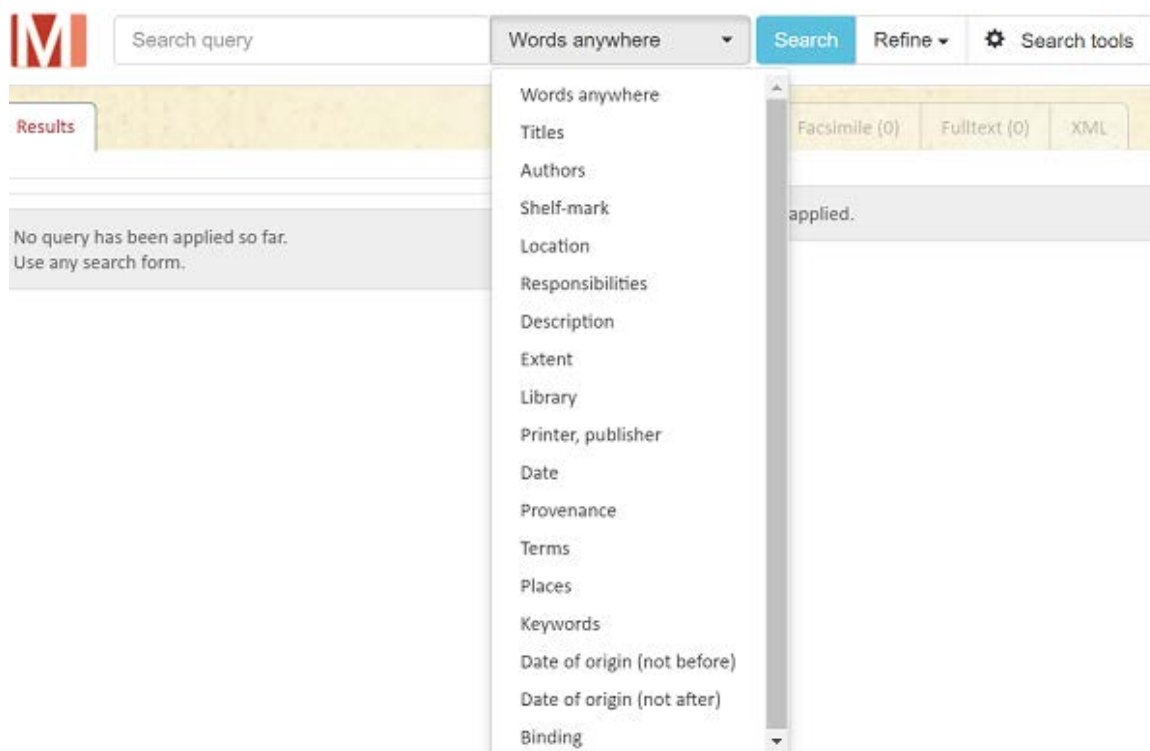 M
Search query
Words anywhere
Search
Refine
Search tools
Results
Facsimile (0)
Fulltext (0)
XML
No query has been applied so far.
Use any search form.
applied.
Words anywhere
Titles
Authors
Shelf-mark
Location
Responsibilities
Description
Extent
Library
Printer, publisher
Date
Provenance
Terms
Places
Keywords
Date of origin (not before)
Date of origin (not after)
Binding